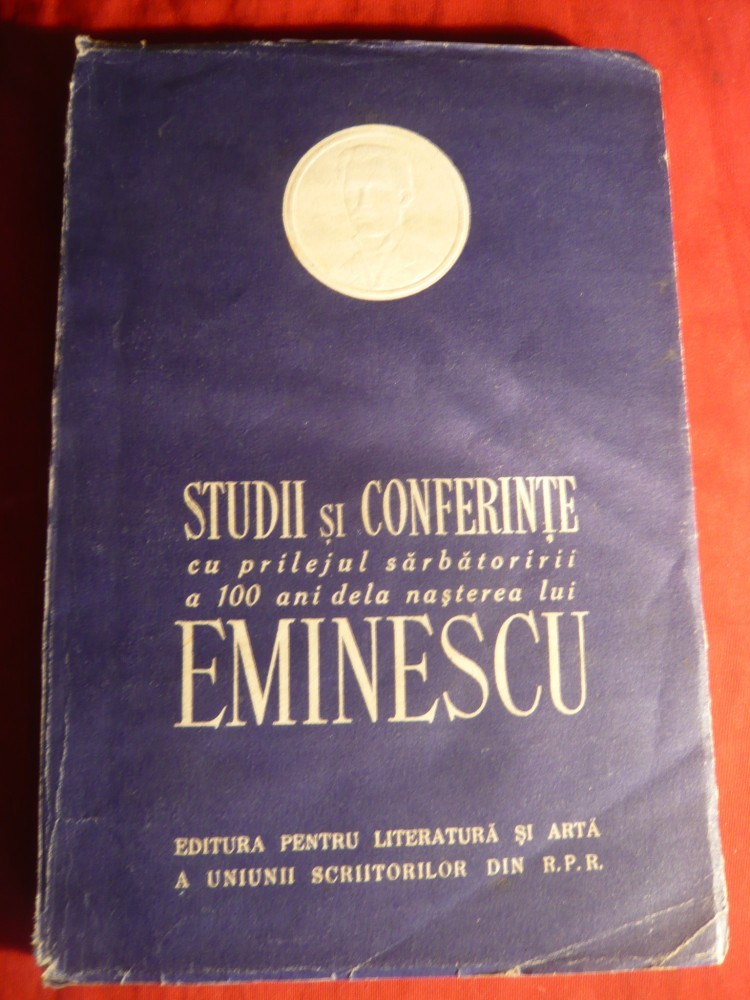 STUDII ȘI CONFERINȚE
cu prilejul sărbătoririi
a 100 ani dela nașterea lui
EMINESCU
EDITURA PENTRU LITERATURĂ ȘI ARTĂ
A UNIUNII SCRIITORILOR DIN R.P.R.